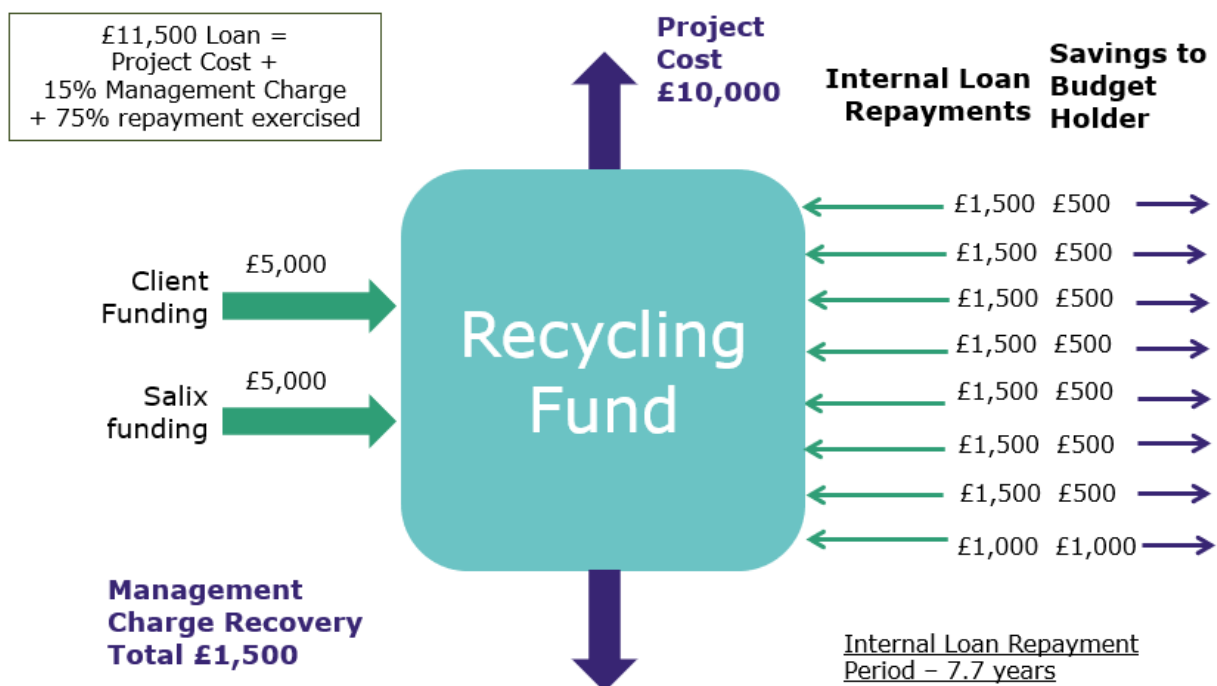 £11,500 Loan =
Project Cost +
15% Management Charge
+ 75% repayment exercised
Project
Cost
£10,000
Internal Loan
Repayments
Savings to
Budget
Holder
Client
Funding
£5,000
Salix
funding
£5,000
Recycling
Fund
£1,500 £500
£1,500 £500
£1,500 £500
£1,500 £500
£1,500 £500
£1,500 £500
£1,500 £500
£1,000 £1,000
Management
Charge Recovery
Total £1,500
Internal Loan Repayment
Period – 7.7 years